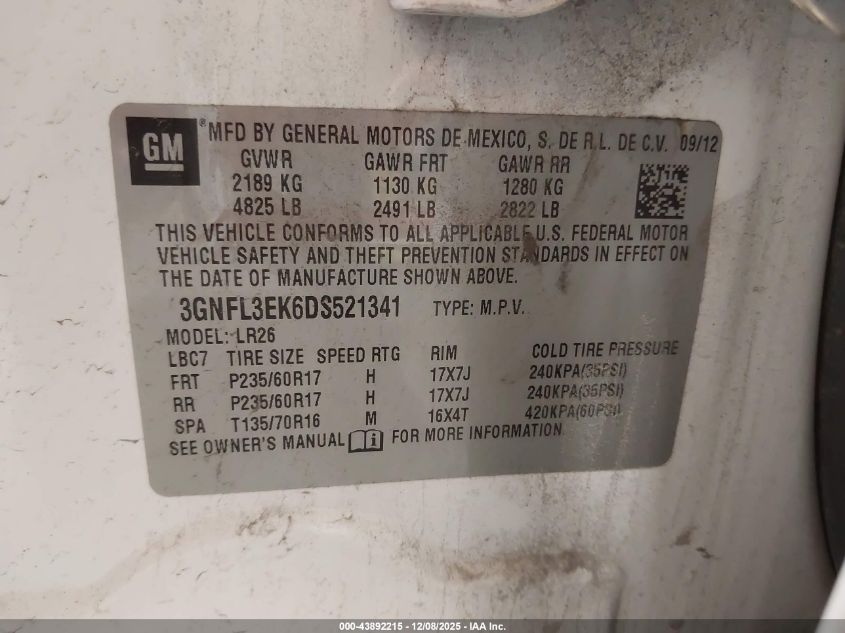 GM ® MFD BY GENERAL MOTORS DE MEXICO, S. DE R.L. DE C.V. 09/12
GVWR GAWR FRT GAWR RR
2189 KG 1130 KG 1280 KG
4825 LB 2491 LB 2822 LB
THIS VEHICLE CONFORMS TO ALL APPLICABLE U.S. FEDERAL MOTOR
VEHICLE SAFETY AND THEFT PREVENTION STANDARDS IN EFFECT ON
THE DATE OF MANUFACTURE SHOWN ABOVE.
3GNFL3EK6DS521341 TYPE: M.P.V.
MODEL: LR26
LBC7 TIRE SIZE SPEED RTG RIM COLD TIRE PRESSURE
FRT P235/60R17 H 17X7J 240KPA(35PSI)
RR P235/60R17 H 17X7J 240KPA(35PSI)
SPA T135/70R16 M 16X4T 420KPA(60PSI)
SEE OWNER'S MANUAL FOR MORE INFORMATION.
000-43892215 - 12/08/2025 - IAA Inc.